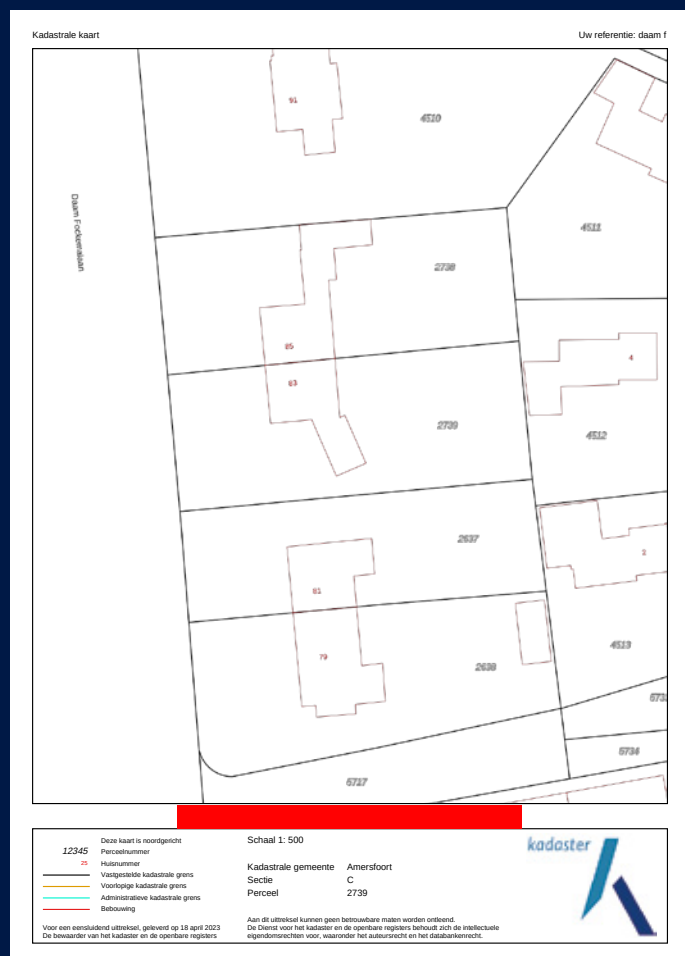 Kadastrale kaart
Uw referentie: daam f
91
4510
Daam Fockemalaan
4511
2738
85
4
83
2739
4512
2637
2
81
4513
79
2638
5734
5717
Deze kaart is noordgericht
12345 Perceelnummer
25 Huisnummer
Vastgestelde kadastrale grens
Voorlopige kadastrale grens
Administratieve kadastrale grens
Bebouwing
Voor een eensluidend uittreksel, geleverd op 18 april 2023
De bewaarder van het kadaster en de openbare registers
Schaal 1: 500
Kadastrale gemeente Amersfoort
Sectie C
Perceel 2739
Aan dit uittreksel kunnen geen betrouwbare maten worden ontleend.
De Dienst voor het kadaster en de openbare registers behoudt zich de intellectuele
eigendomsrechten voor, waaronder het auteursrecht en het databankenrecht.
kadaster